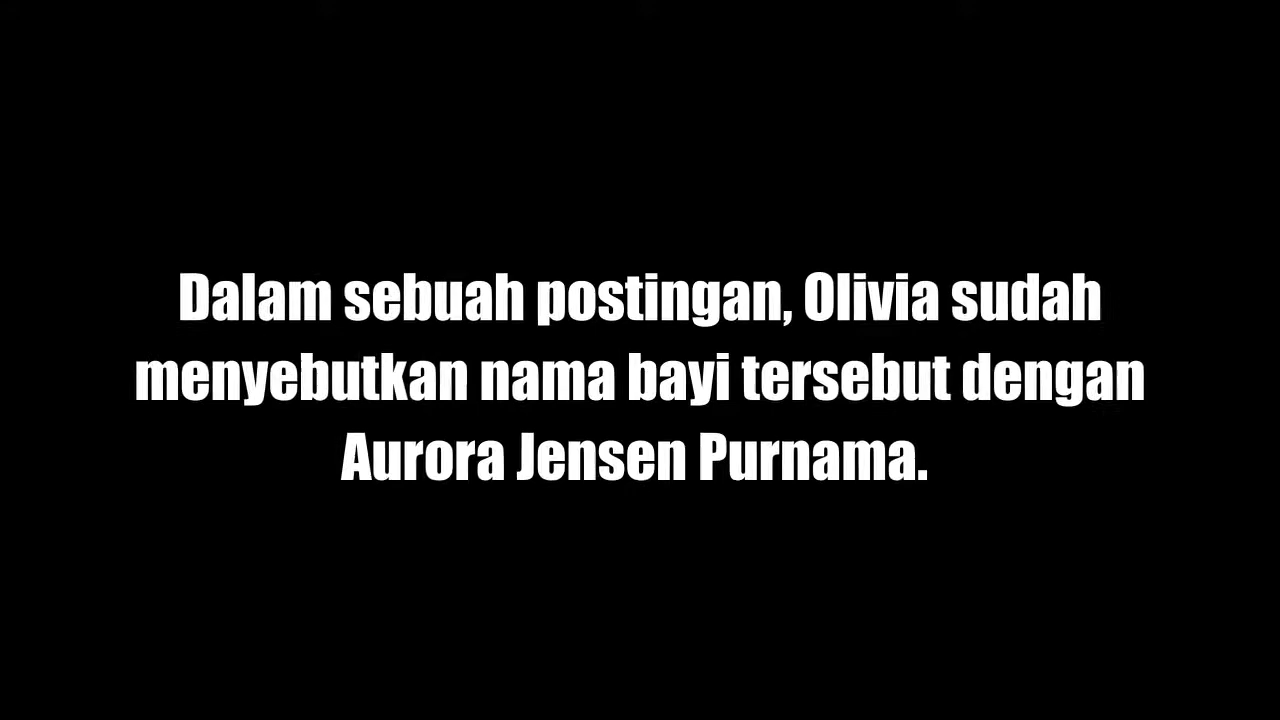 Dalam sebuah postingan, Olivia sudah
menyebutkan nama bayi tersebut dengan
Aurora Jensen Purnama.